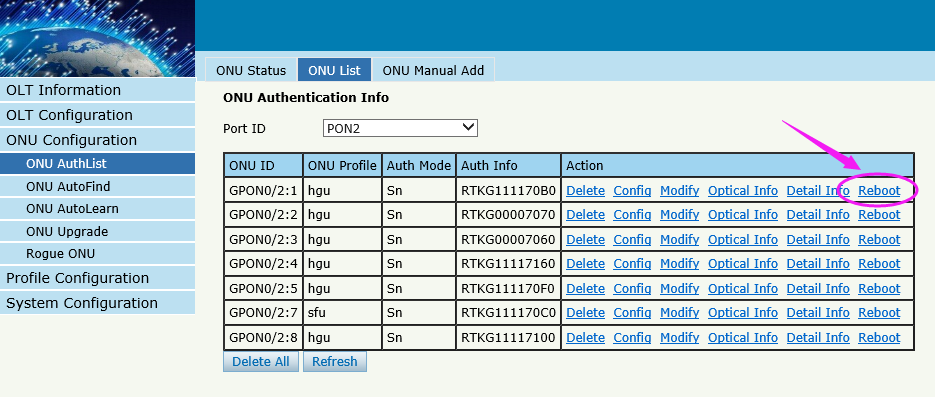 ONU Status ONU List ONU Manual Add
OLT Information
OLT Configuration
ONU Configuration
ONU AuthList
ONU AutoFind
ONU AutoLearn
ONU Upgrade
Rogue ONU
Profile Configuration
System Configuration
ONU Authentication Info
Port ID PON2
ONU ID ONU Profile Auth Mode Auth Info Action
GPON0/2:1 hgu Sn RTKG111170B0 Delete Config Modify Optical Info Detail Info Reboot
GPON0/2:2 hgu Sn RTKG00007070 Delete Config Modify Optical Info Detail Info Reboot
GPON0/2:3 hgu Sn RTKG00007060 Delete Config Modify Optical Info Detail Info Reboot
GPON0/2:4 hgu Sn RTKG11117160 Delete Config Modify Optical Info Detail Info Reboot
GPON0/2:5 hgu Sn RTKG111170F0 Delete Config Modify Optical Info Detail Info Reboot
GPON0/2:7 sfu Sn RTKG111170C0 Delete Config Modify Optical Info Detail Info Reboot
GPON0/2:8 hgu Sn RTKG11117100 Delete Config Modify Optical Info Detail Info Reboot
Delete All Refresh